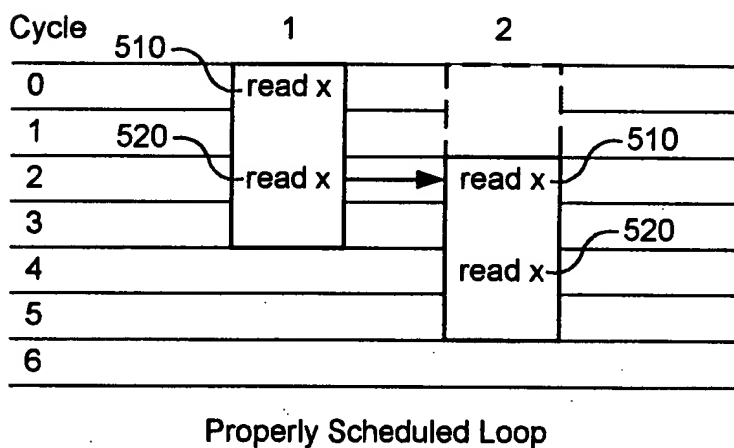 Cycle 1 2
510
0 read x
1
520
2 read x read x 510
3
520
4 read x
5
6
Properly Scheduled Loop